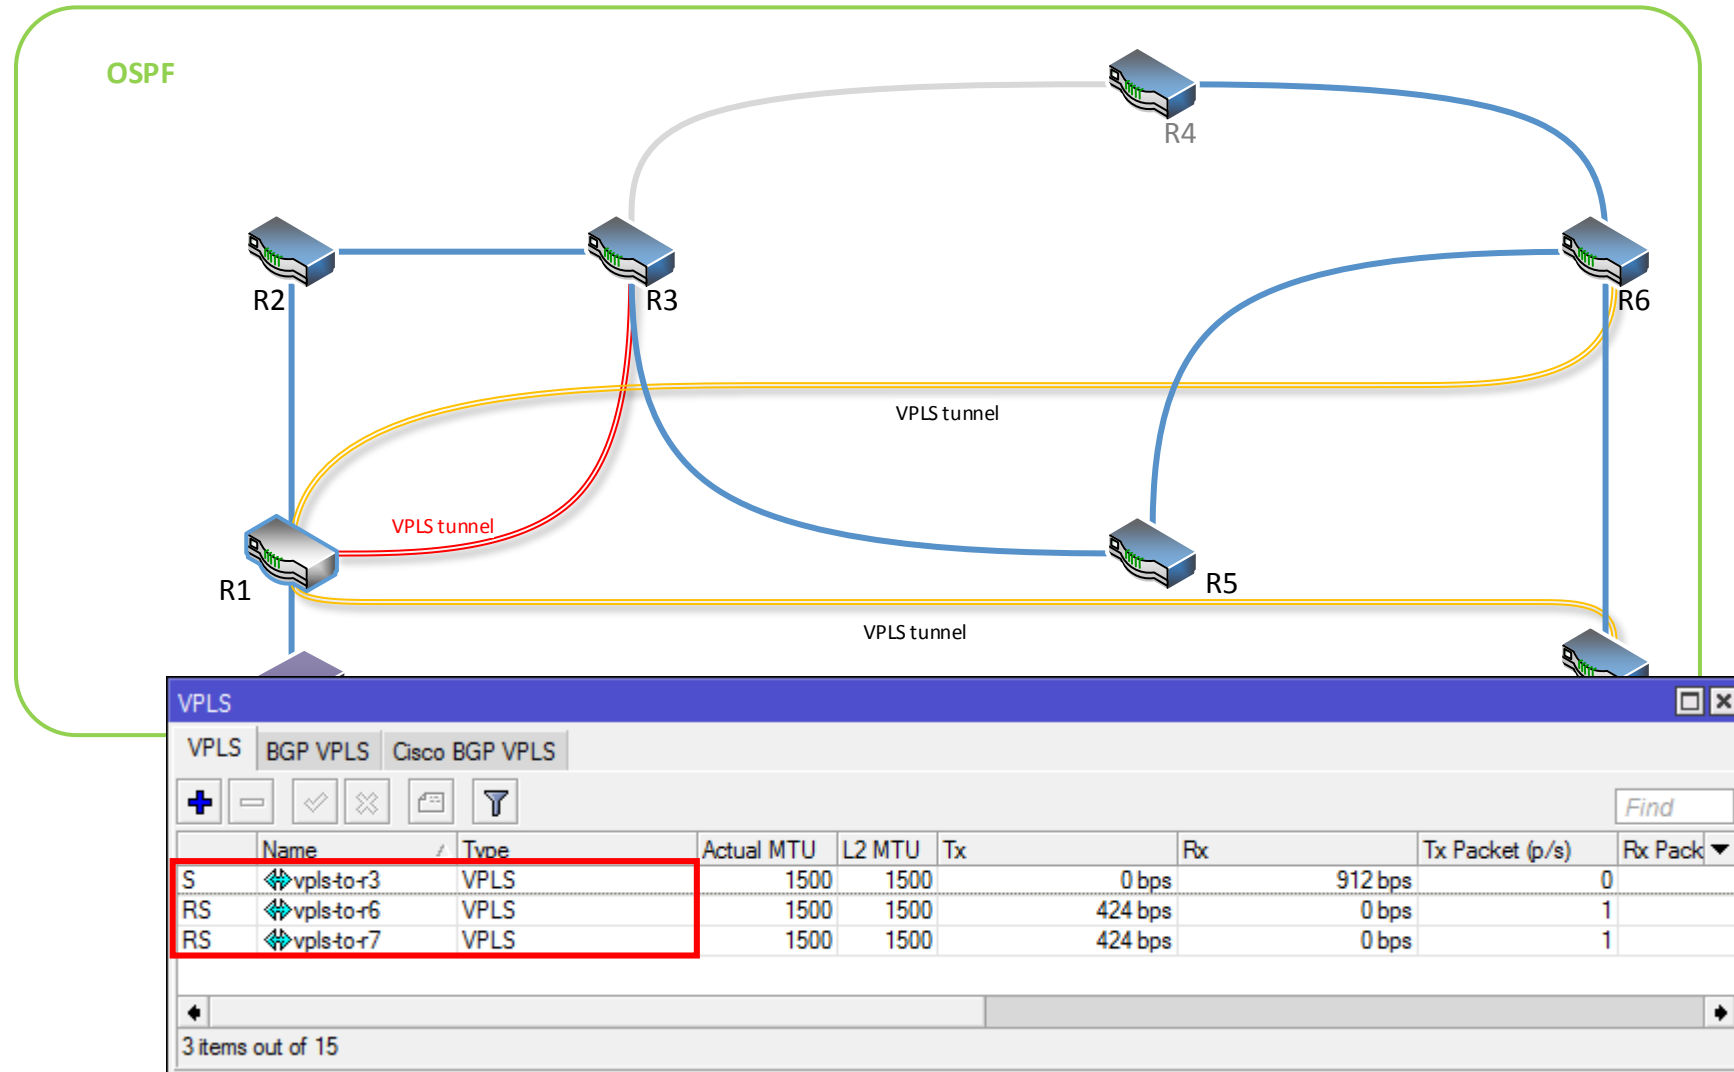 OSPF
R4
R2
R3
R6
VPLS tunnel
VPLS tunnel
R1
R5
VPLS tunnel
VPLS
VPLS BGP VPLS Cisco BGP VPLS
Find
Name Type Actual MTU L2 MTU Tx Rx Tx Packet (p/s) Rx Pack
S vpls-to-r3 VPLS 1500 1500 0 bps 912 bps 0
RS vpls-to-r6 VPLS 1500 1500 424 bps 0 bps 1
RS vpls-to-r7 VPLS 1500 1500 424 bps 0 bps 1
3 items out of 15